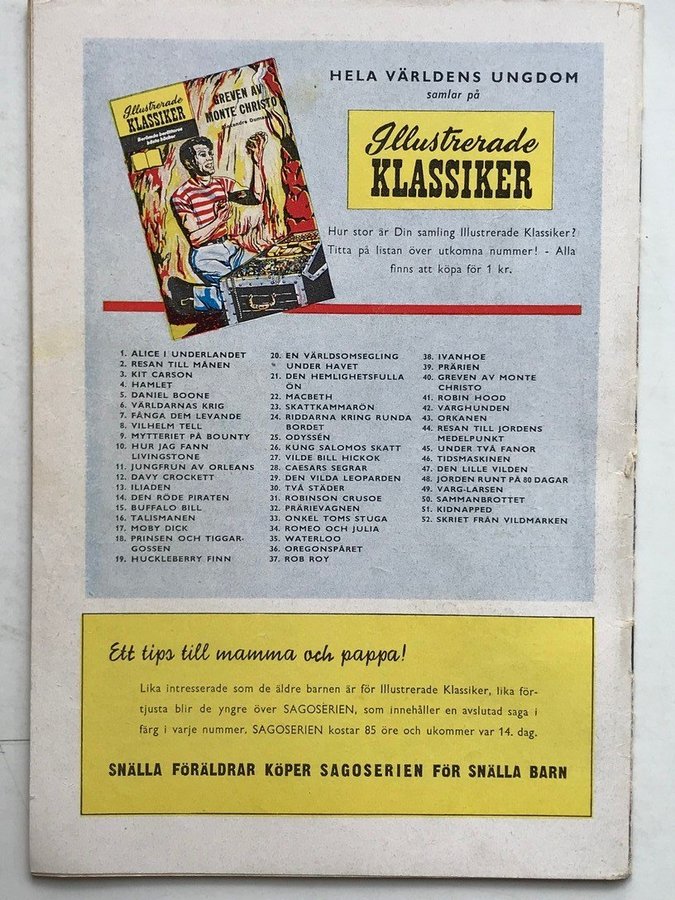 Illustrerade
KLASSIKER
Berömda berättares
bästa böcker
GREVEN AV
MONTE CHRISTO
Alexandre Dumas
HELA VÄRLDENS UNGDOM
samlar på
Illustrerade
KLASSIKER
Hur stor är Din samling Illustrerade Klassiker?
Titta på listan över utkomna nummer! - Alla
finns att köpa för 1 kr.
1. ALICE I UNDERLANDET
2. RESAN TILL MÅNEN
3. KIT CARSON
4. HAMLET
5. DANIEL BOONE
6. VÄRLDARNAS KRIG
7. FÅNGA DEM LEVANDE
8. VILHELM TELL
9. MYTTERIET PÅ BOUNTY
10. HUR JAG FANN
LIVINGSTONE
11. JUNGFRUN AV ORLEANS
12. DAVY CROCKETT
13. ILIADEN
14. DEN RÖDE PIRATEN
15. BUFFALO BILL
16. TALISMANEN
17. MOBY DICK
18. PRINSEN OCH TIGGAR-
GOSSEN
19. HUCKLEBERRY FINN
20. EN VÄRLDSOMSEGLING
UNDER HAVET
21. DEN HEMLIGHETSFULLA
ÖN
22. MACBETH
23. SKATTKAMMARÖN
24. RIDDARNA KRING RUNDA
BORDET
25. ODYSSÉN
26. KUNG SALOMOS SKATT
27. VILDE BILL HICKOK
28. CAESARS SEGRAR
29. DEN VILDA LEOPARDEN
30. TVÅ STÄDER
31. ROBINSON CRUSOE
32. PRÄRIEVAGNEN
33. ONKEL TOMS STUGA
34. ROMEO OCH JULIA
35. WATERLOO
36. OREGONSPÅRET
37. ROB ROY
38. IVANHOE
39. PRÄRIEN
40. GREVEN AV MONTE
CHRISTO
41. ROBIN HOOD
42. VARGHUNDEN
43. ORKANEN
44. RESAN TILL JORDENS
MEDELPUNKT
45. UNDER TVÅ FANOR
46. TIDSMASKINEN
47. DEN LILLE VILDEN
48. JORDEN RUNT PÅ 80 DAGAR
49. VARG-LARSEN
50. SAMMANBROTTET
51. KIDNAPPED
52. SKRIET FRÅN VILDMARKEN
Ett tips till mamma och pappa!
Lika intresserade som de äldre barnen är för Illustrerade Klassiker, lika för-
tjusta blir de yngre över SAGOSERIEN, som innehåller en avslutad saga i
färg i varje nummer. SAGOSERIEN kostar 85 öre och ukommer var 14. dag.
SNÄLLA FÖRÄLDRAR KÖPER SAGOSERIEN FÖR SNÄLLA BARN